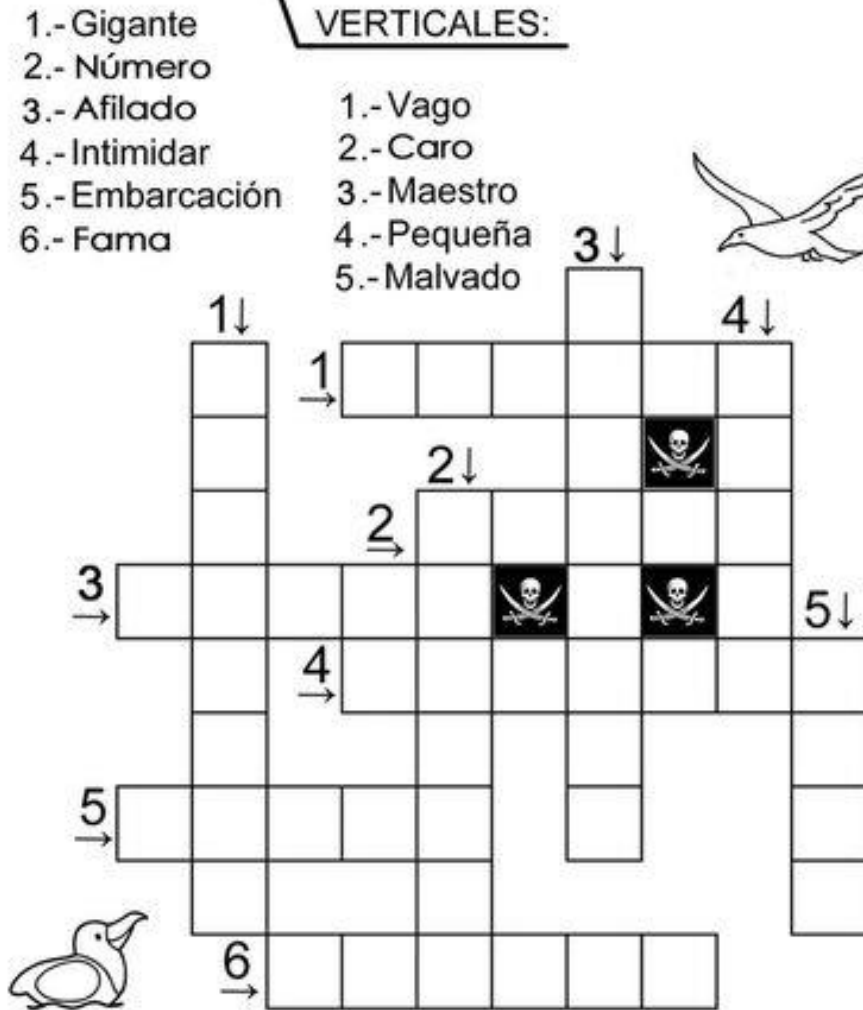 1.- Gigante
2.- Número
3.- Afilado
4.- Intimidar
5.- Embarcación
6.- Fama
VERTICALES:
1.- Vago
2.- Caro
3.- Maestro
4.- Pequeña
5.- Malvado
3↓
1↓
4↓
1→
2↓
2→
3→
5↓
4→
5→
6→